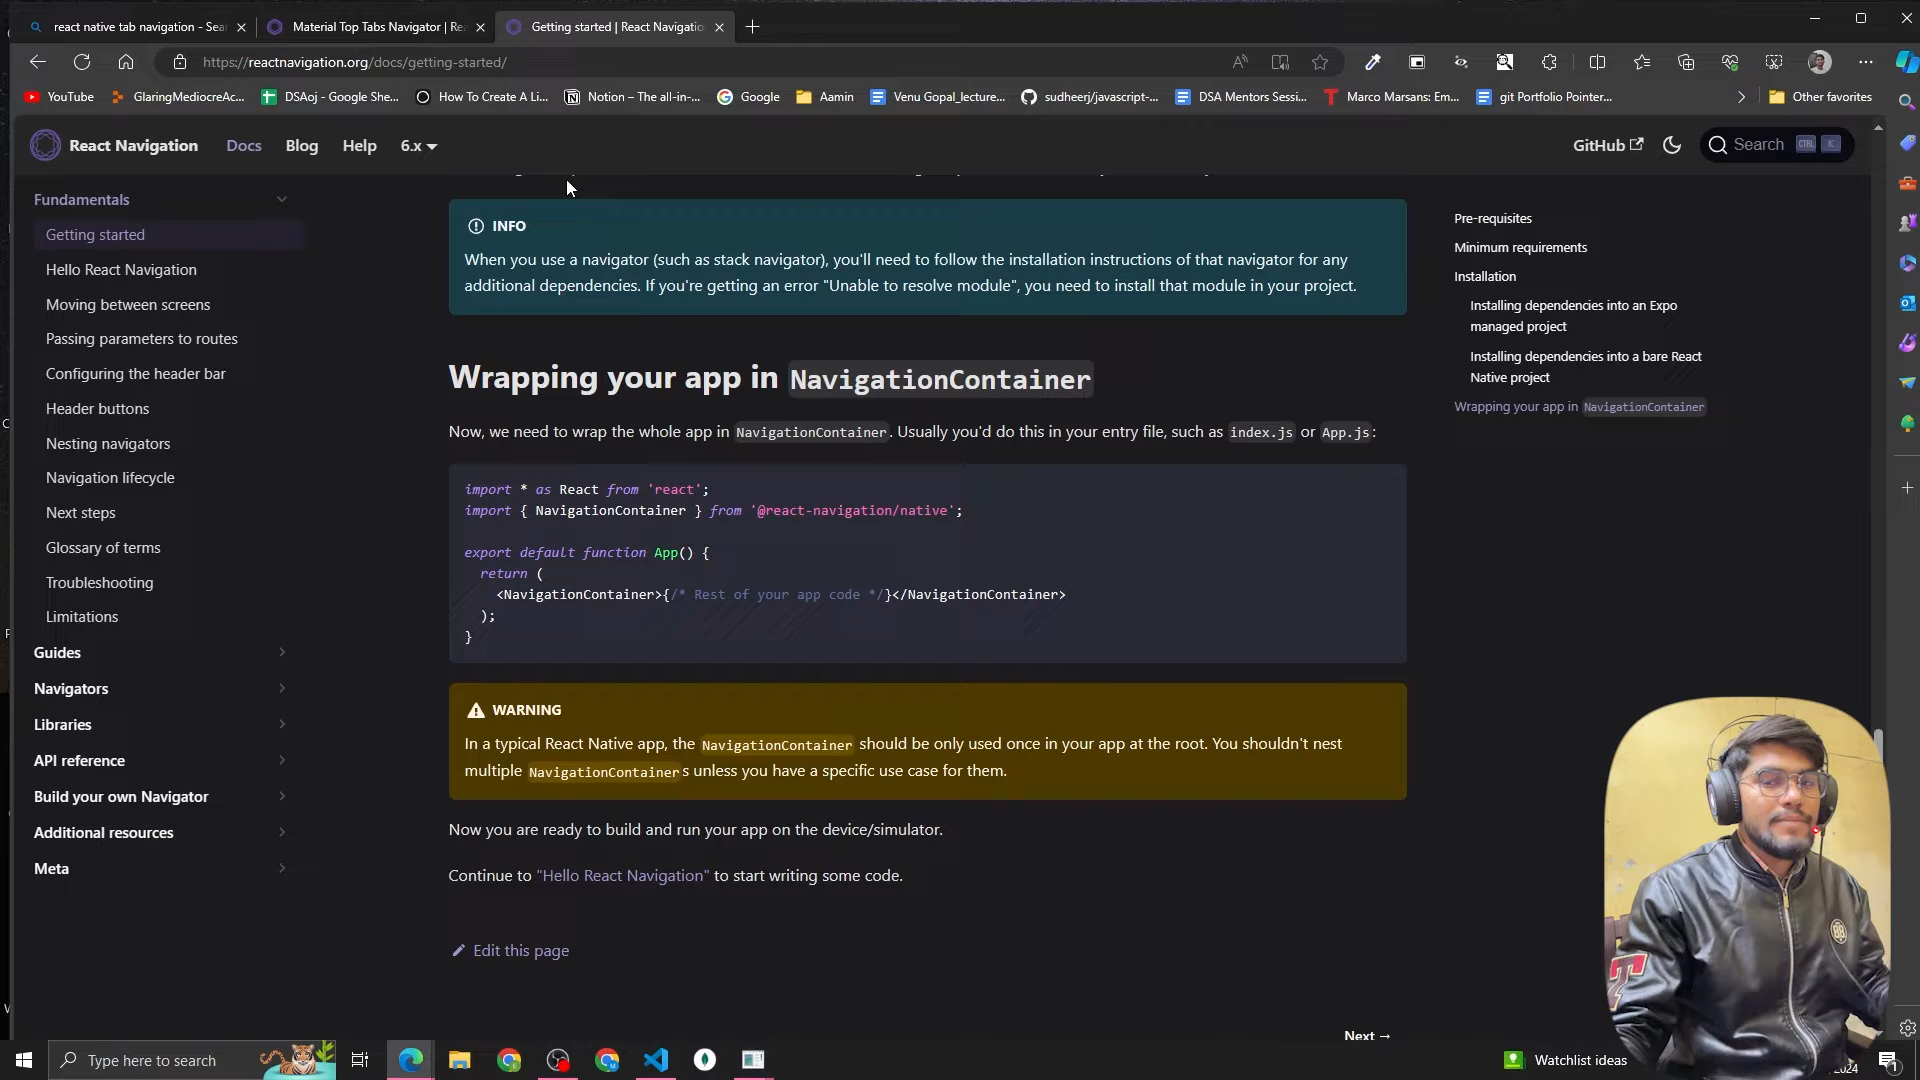 react native tab navigation - Sea
Material Top Tabs Navigator | Re
Getting started | React Navigatio
https://reactnavigation.org/docs/getting-started/
YouTube
GlaringMediocreAc...
DSAoj - Google She...
How To Create A Li...
Notion – The all-in-...
Google
Aamin
Venu Gopal_lecture...
sudheerj/javascript-...
DSA Mentors Sessi...
Marco Marsans: Em...
git Portfolio Pointer...
Other favorites
React Navigation
Docs
Blog
Help
6.x
GitHub
Search
CTRL
K
Fundamentals
Getting started
Hello React Navigation
Moving between screens
Passing parameters to routes
Configuring the header bar
Header buttons
Nesting navigators
Navigation lifecycle
Next steps
Glossary of terms
Troubleshooting
Limitations
Guides
Navigators
Libraries
API reference
Build your own Navigator
Additional resources
Meta
INFO
When you use a navigator (such as stack navigator), you'll need to follow the installation instructions of that navigator for any
additional dependencies. If you're getting an error "Unable to resolve module", you need to install that module in your project.
Wrapping your app in NavigationContainer
Now, we need to wrap the whole app in NavigationContainer. Usually you'd do this in your entry file, such as index.js or App.js:
import * as React from 'react';
import { NavigationContainer } from '@react-navigation/native';
export default function App() {
return (
<NavigationContainer>{/* Rest of your app code */}</NavigationContainer>
);
}
WARNING
In a typical React Native app, the NavigationContainer should be only used once in your app at the root. You shouldn't nest
multiple NavigationContainers unless you have a specific use case for them.
Now you are ready to build and run your app on the device/simulator.
Continue to "Hello React Navigation" to start writing some code.
Edit this page
Next →
Pre-requisites
Minimum requirements
Installation
Installing dependencies into an Expo
managed project
Installing dependencies into a bare React
Native project
Wrapping your app in NavigationContainer
Type here to search
Watchlist ideas
2024
1